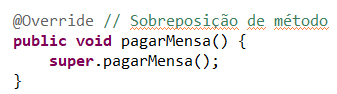 @Override // Sobreposição de método
public void pagarMensa() {
    super.pagarMensa();
}